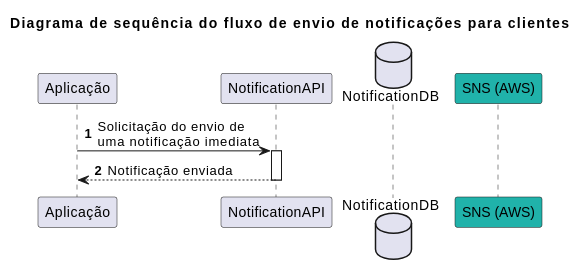 Diagrama de sequência do fluxo de envio de notificações para clientes
Aplicação
NotificationAPI
NotificationDB
SNS (AWS)
1 Solicitação do envio de
uma notificação imediata
2 Notificação enviada
Aplicação
NotificationAPI
NotificationDB
SNS (AWS)